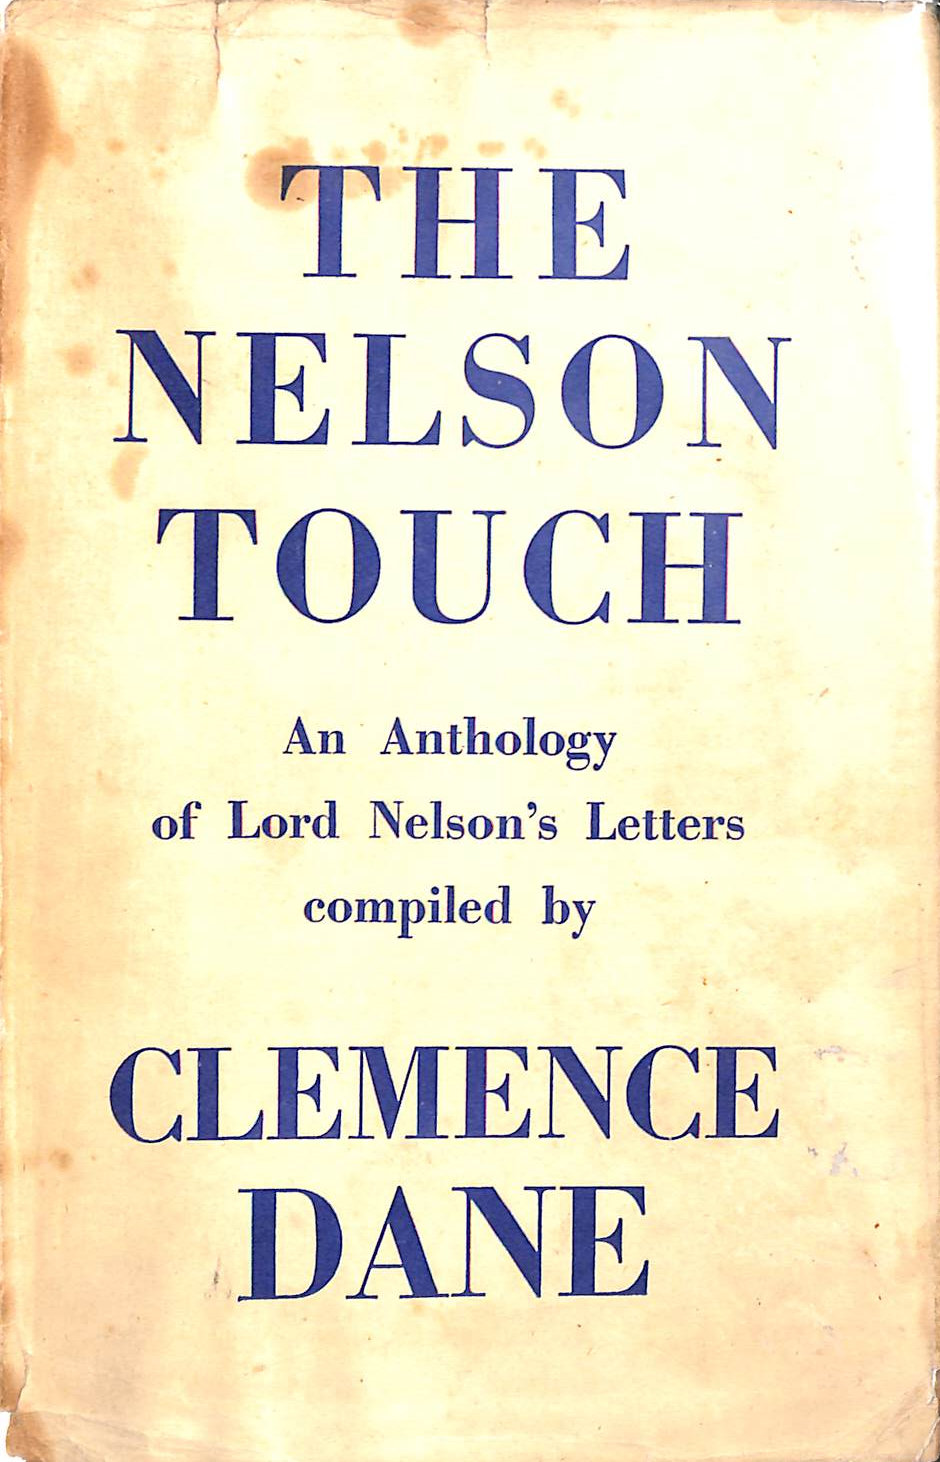 THE
NELSON
TOUCH
An Anthology
of Lord Nelson's Letters
compiled by
CLEMENCE
DANE